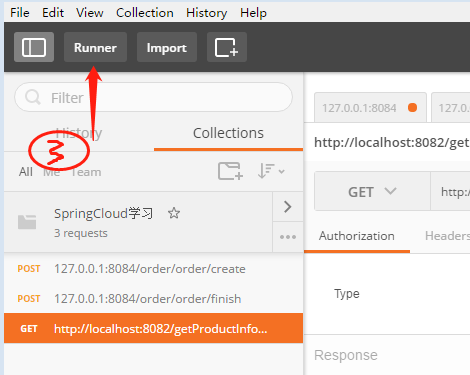 File Edit View Collection History Help
Runner Import
Filter
History Collections
3
All Me Team
SpringCloud学习
3 requests
POST 127.0.0.1:8084/order/order/create
POST 127.0.0.1:8084/order/order/finish
GET http://localhost:8082/getProductInfo...
127.0.0.1:8084 127.0.
http://localhost:8082/get
GET http:/
Authorization Headers
Type
Response